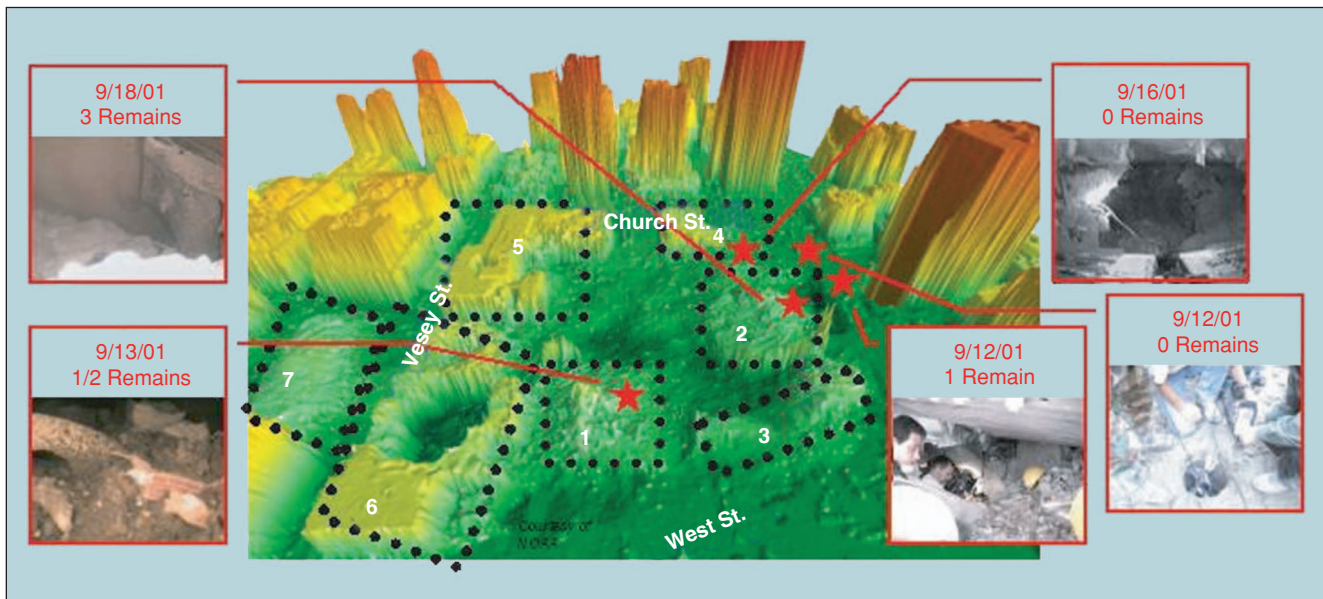 9/18/01
3 Remains
9/16/01
0 Remains
Church St.
4
5
Vesey St.
2
9/13/01
1/2 Remains
9/12/01
1 Remain
9/12/01
0 Remains
7
1
3
6
Courtesy of
West St.